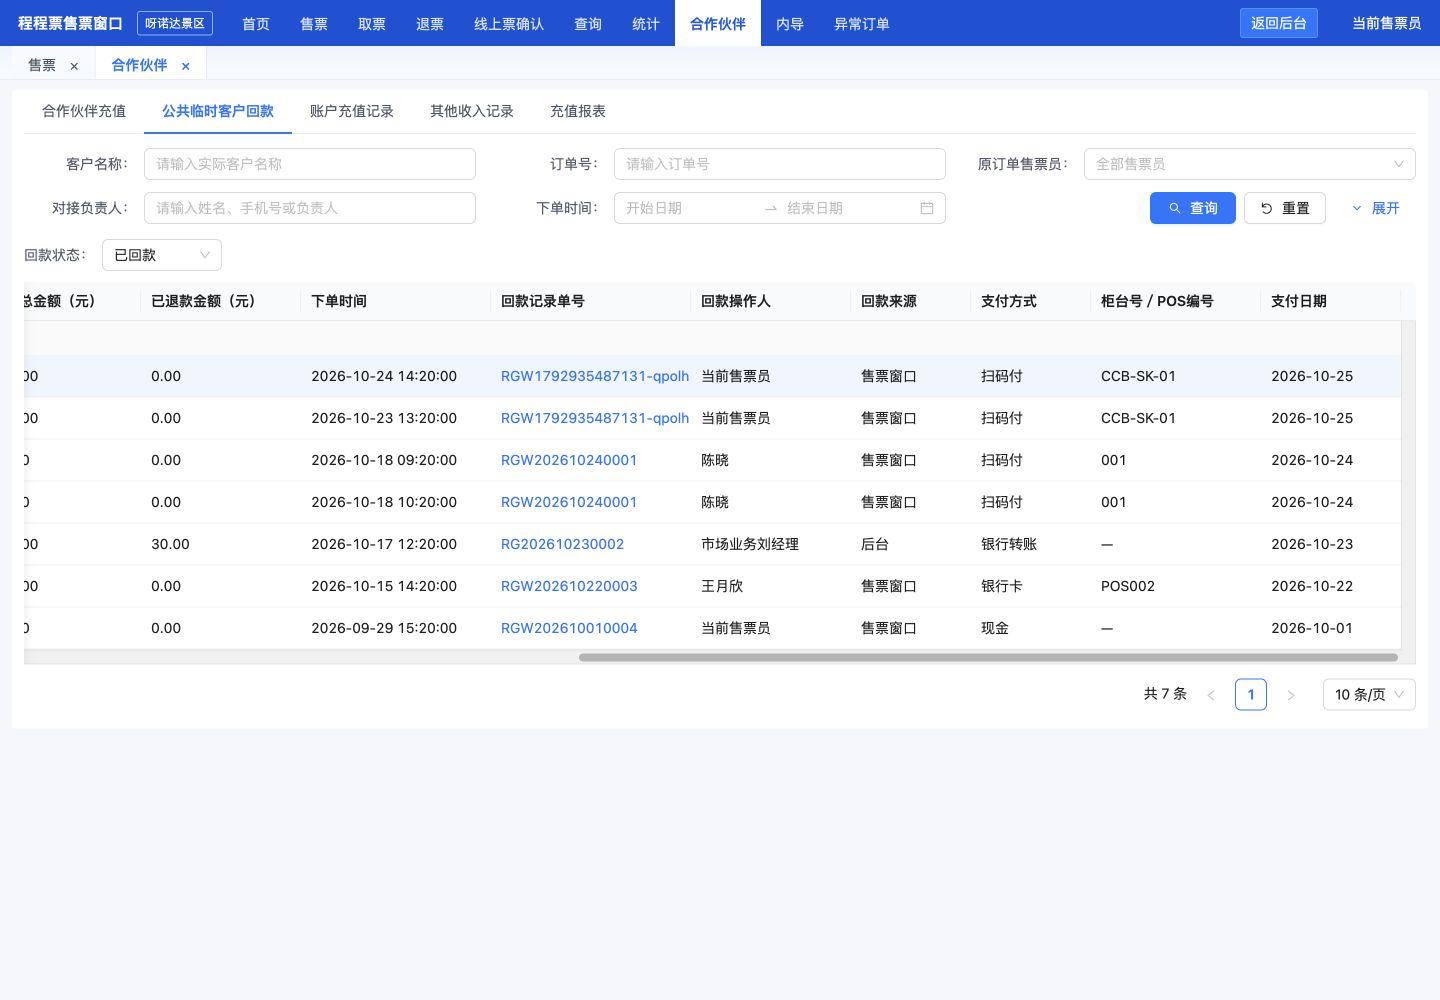 程程票售票窗口 呀诺达景区 首页 售票 取票 退票 线上票确认 查询 统计 合作伙伴 内导 异常订单 返回后台 当前售票员
售票 × 合作伙伴 ×
合作伙伴充值 公共临时客户回款 账户充值记录 其他收入记录 充值报表
客户名称: 请输入实际客户名称 订单号: 请输入订单号 原订单售票员: 全部售票员
对接负责人: 请输入姓名、手机号或负责人 下单时间: 开始日期 → 结束日期 查询 重置 展开
回款状态: 已回款
总金额（元） 已退款金额（元） 下单时间 回款记录单号 回款操作人 回款来源 支付方式 柜台号 / POS编号 支付日期
00 0.00 2026-10-24 14:20:00 RGW1792935487131-qpolh 当前售票员 售票窗口 扫码付 CCB-SK-01 2026-10-25
00 0.00 2026-10-23 13:20:00 RGW1792935487131-qpolh 当前售票员 售票窗口 扫码付 CCB-SK-01 2026-10-25
0 0.00 2026-10-18 09:20:00 RGW202610240001 陈晓 售票窗口 扫码付 001 2026-10-24
0 0.00 2026-10-18 10:20:00 RGW202610240001 陈晓 售票窗口 扫码付 001 2026-10-24
00 30.00 2026-10-17 12:20:00 RG202610230002 市场业务刘经理 后台 银行转账 — 2026-10-23
00 0.00 2026-10-15 14:20:00 RGW202610220003 王月欣 售票窗口 银行卡 POS002 2026-10-22
0 0.00 2026-09-29 15:20:00 RGW202610010004 当前售票员 售票窗口 现金 — 2026-10-01
共 7 条 < 1 > 10 条/页